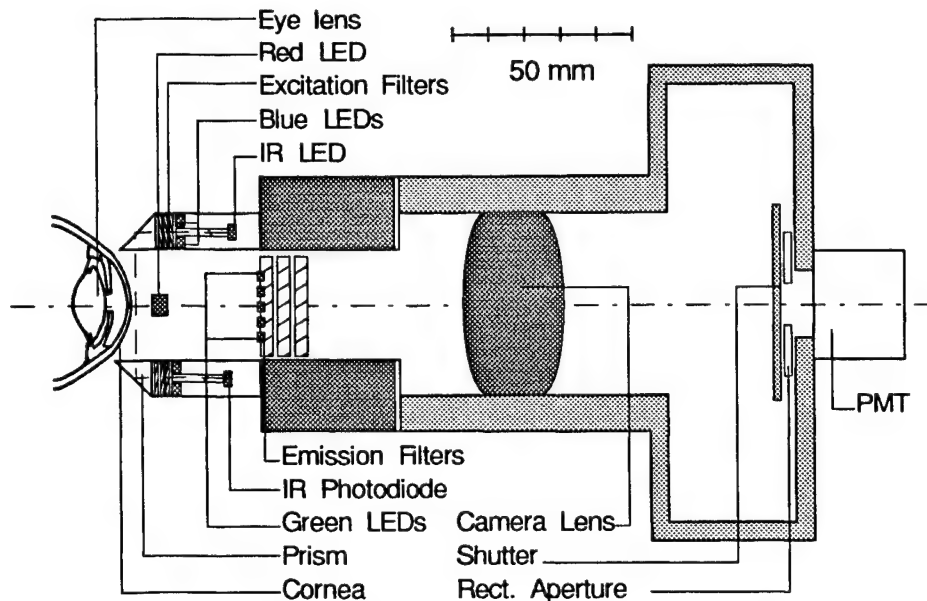 Eye lens
Red LED
Excitation Filters
Blue LEDs
IR LED
50 mm
PMT
Emission Filters
IR Photodiode
Green LEDs
Camera Lens
Prism
Shutter
Cornea
Rect. Aperture